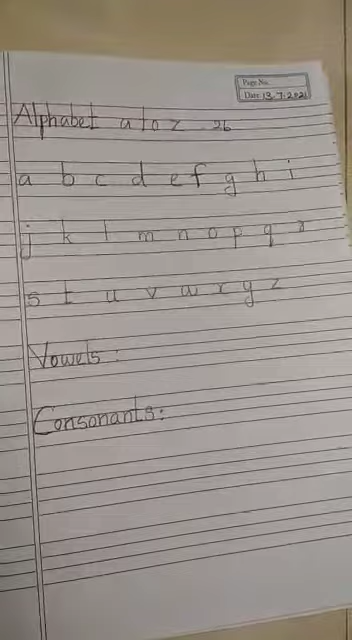 Page No.
Date 13.7.2021
Alphabet a to z 26
a b c d e f g h i
j k l m n o p q r
s t u v w x y z
Vowels :
Consonants: